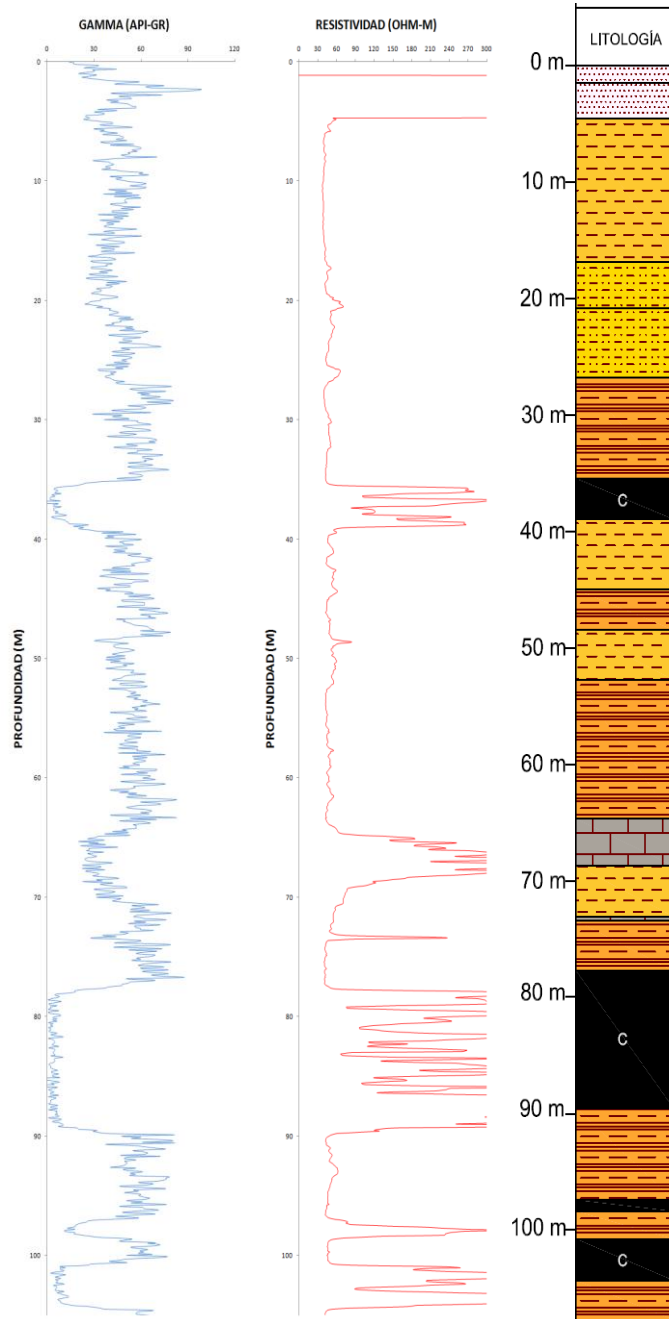 GAMMA (API-GR)
0 30 60 90 120
RESISTIVIDAD (OHM-M)
0 30 60 90 120 150 180 210 240 270 300
LITOLOGÍA
PROFUNDIDAD (M)
0
10
20
30
40
50
60
70
80
90
100
PROFUNDIDAD (M)
0
10
20
30
40
50
60
70
80
90
100
0 m
10 m
20 m
30 m
C
40 m
50 m
60 m
70 m
80 m
C
90 m
100 m
C